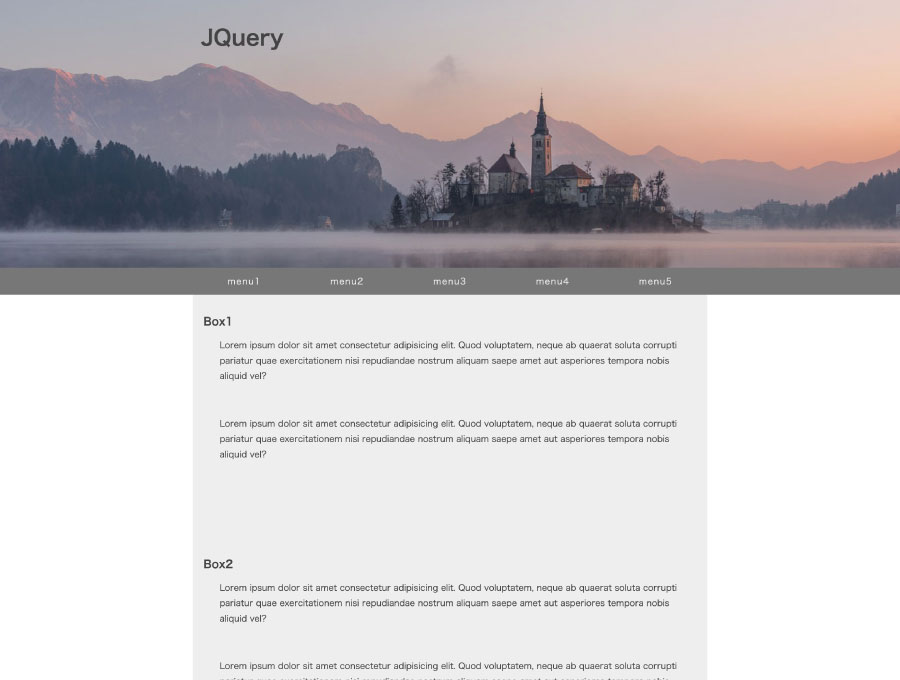 JQuery
menu1 menu2 menu3 menu4 menu5
Box1
Lorem ipsum dolor sit amet consectetur adipisicing elit. Quod voluptatem, neque ab quaerat soluta corrupti
pariatur quae exercitationem nisi repudiandae nostrum aliquam saepe amet aut asperiores tempora nobis
aliquid vel?
Lorem ipsum dolor sit amet consectetur adipisicing elit. Quod voluptatem, neque ab quaerat soluta corrupti
pariatur quae exercitationem nisi repudiandae nostrum aliquam saepe amet aut asperiores tempora nobis
aliquid vel?
Box2
Lorem ipsum dolor sit amet consectetur adipisicing elit. Quod voluptatem, neque ab quaerat soluta corrupti
pariatur quae exercitationem nisi repudiandae nostrum aliquam saepe amet aut asperiores tempora nobis
aliquid vel?
Lorem ipsum dolor sit amet consectetur adipisicing elit. Quod voluptatem, neque ab quaerat soluta corrupti